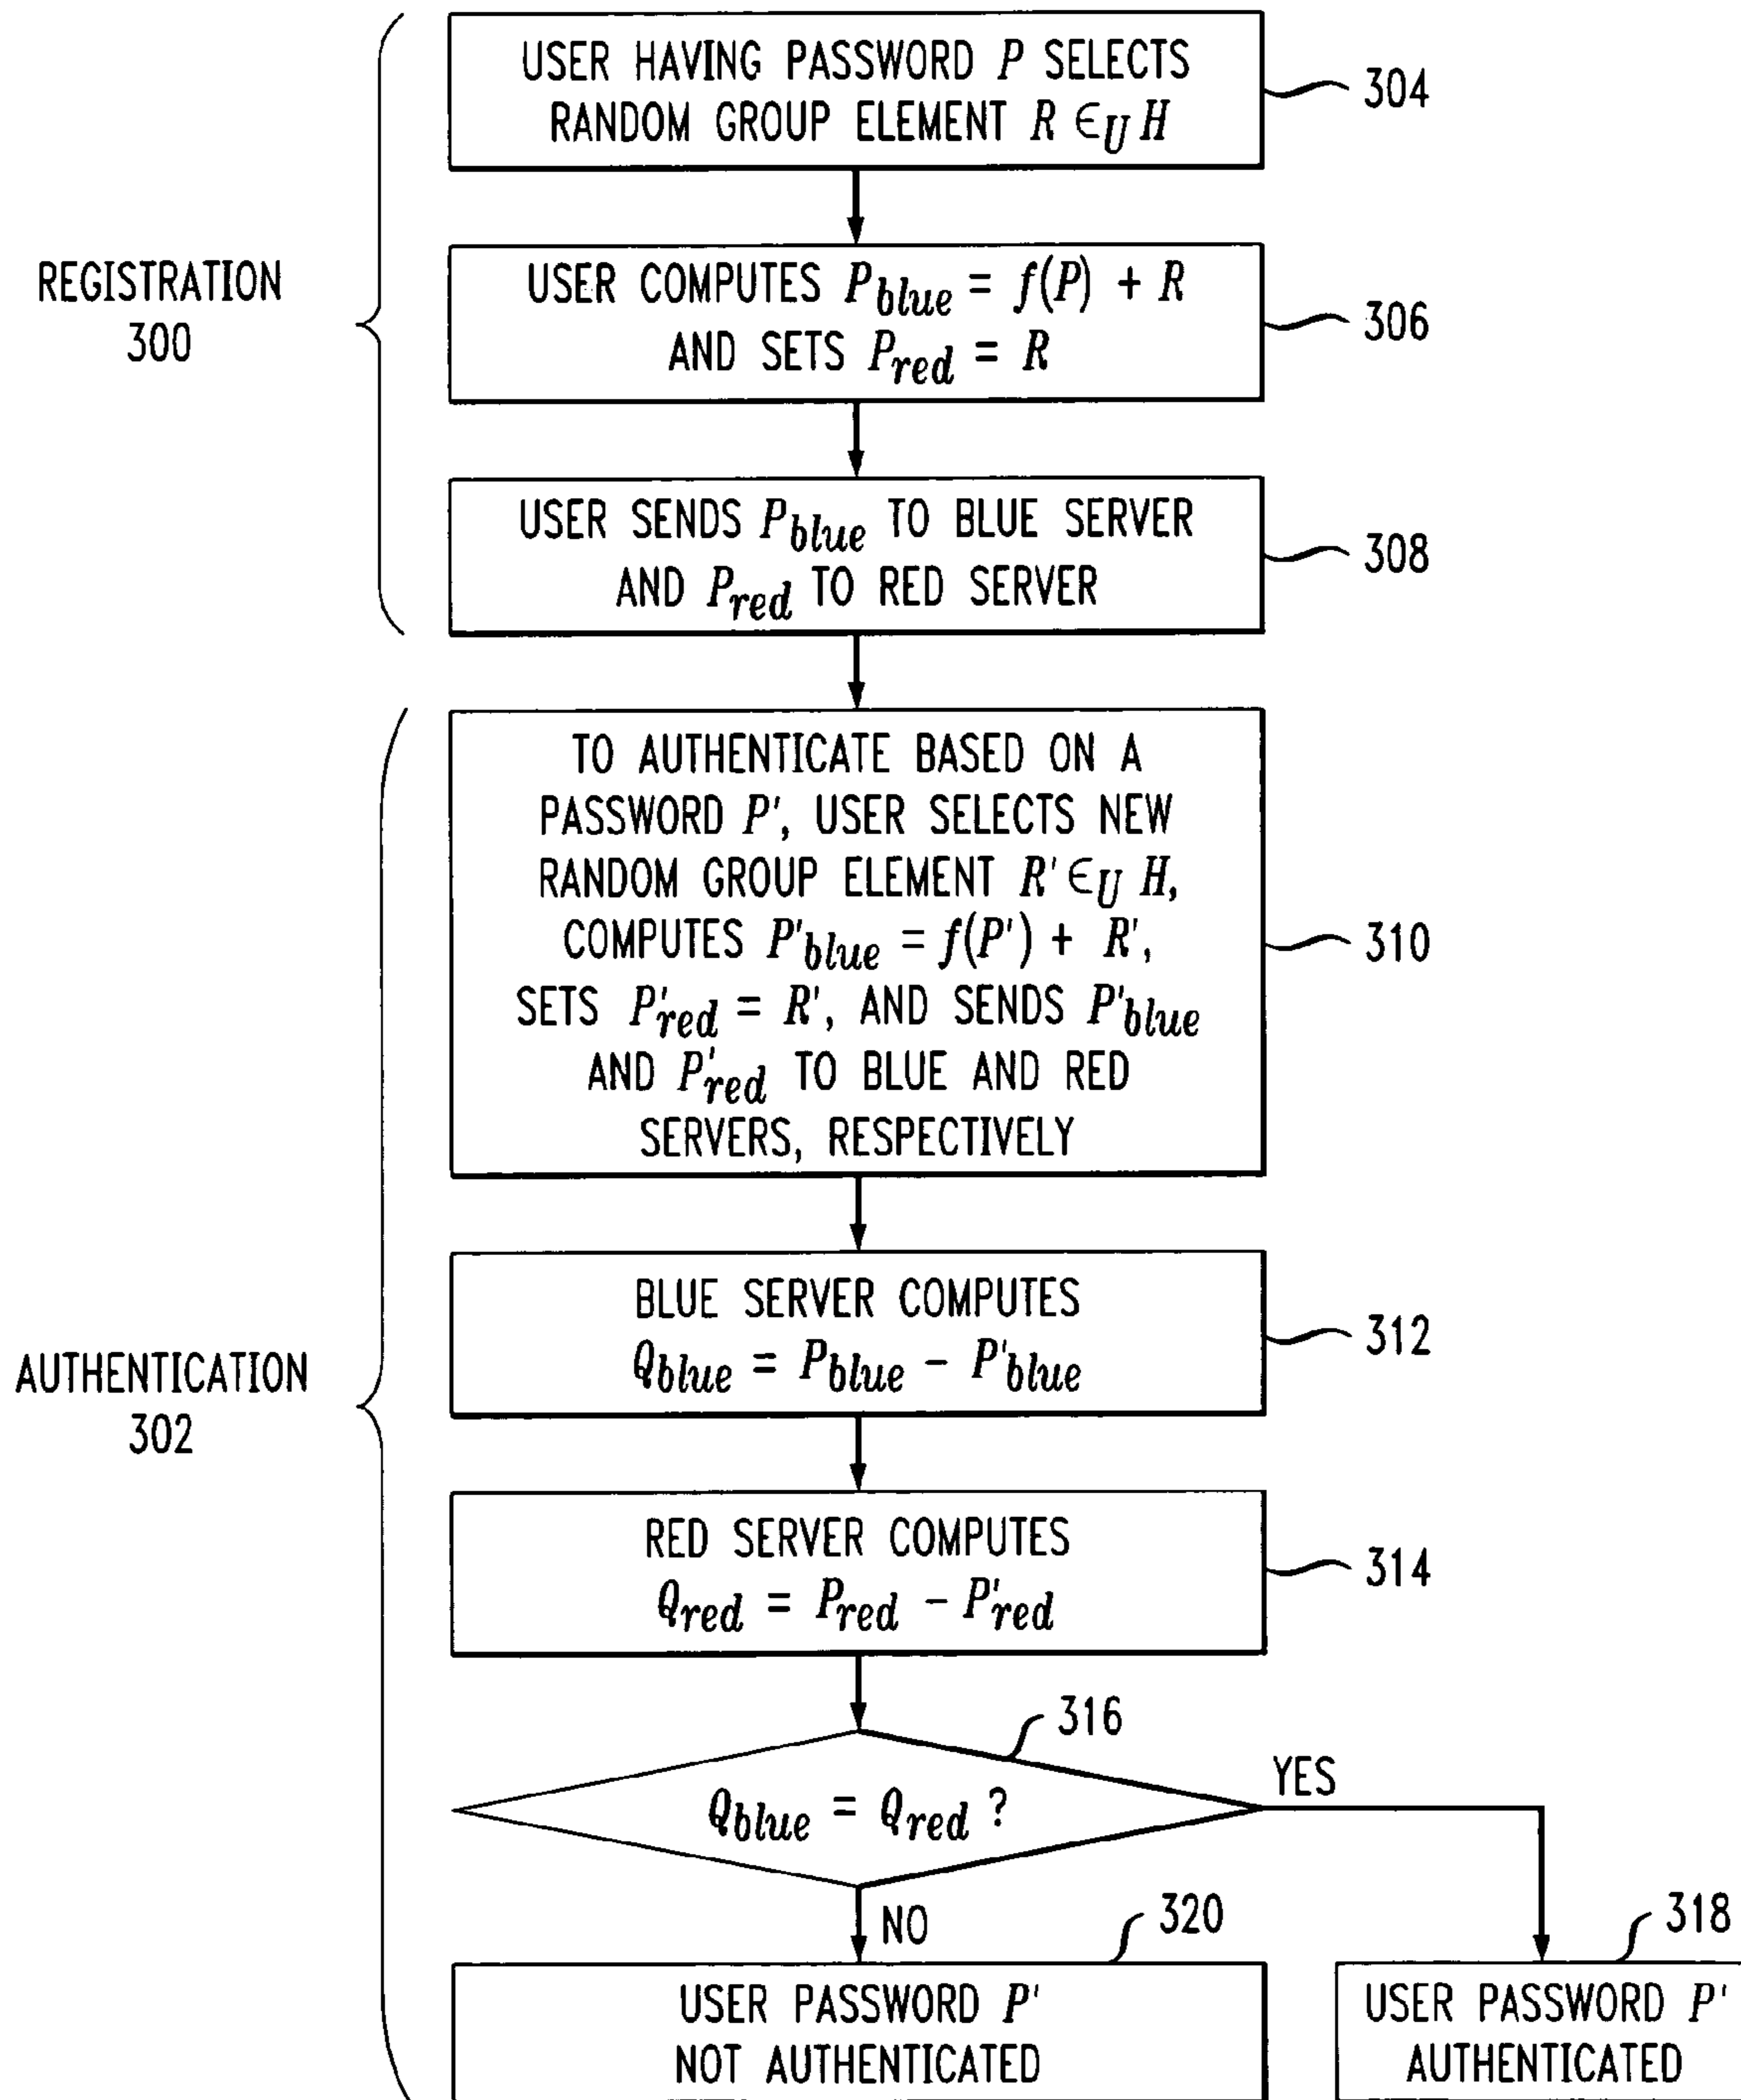 USER HAVING PASSWORD P SELECTS
RANDOM GROUP ELEMENT R ∈U H
304
REGISTRATION
300
USER COMPUTES Pblue = f(P) + R
AND SETS Pred = R
306
USER SENDS Pblue TO BLUE SERVER
AND Pred TO RED SERVER
308
TO AUTHENTICATE BASED ON A
PASSWORD P', USER SELECTS NEW
RANDOM GROUP ELEMENT R' ∈U H,
COMPUTES P'blue = f(P') + R',
SETS P'red = R', AND SENDS P'blue
AND P'red TO BLUE AND RED
SERVERS, RESPECTIVELY
310
AUTHENTICATION
302
BLUE SERVER COMPUTES
Qblue = Pblue - P'blue
312
RED SERVER COMPUTES
Qred = Pred - P'red
314
316
Qblue = Qred ?
YES
NO
320
USER PASSWORD P'
NOT AUTHENTICATED
318
USER PASSWORD P'
AUTHENTICATED